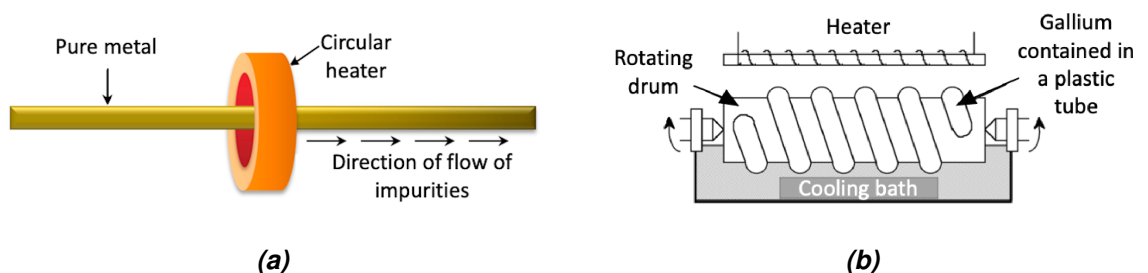 Pure metal
Circular
heater
Direction of flow of
impurities
(a)
Heater
Rotating
drum
Gallium
contained in
a plastic
tube
Cooling bath
(b)